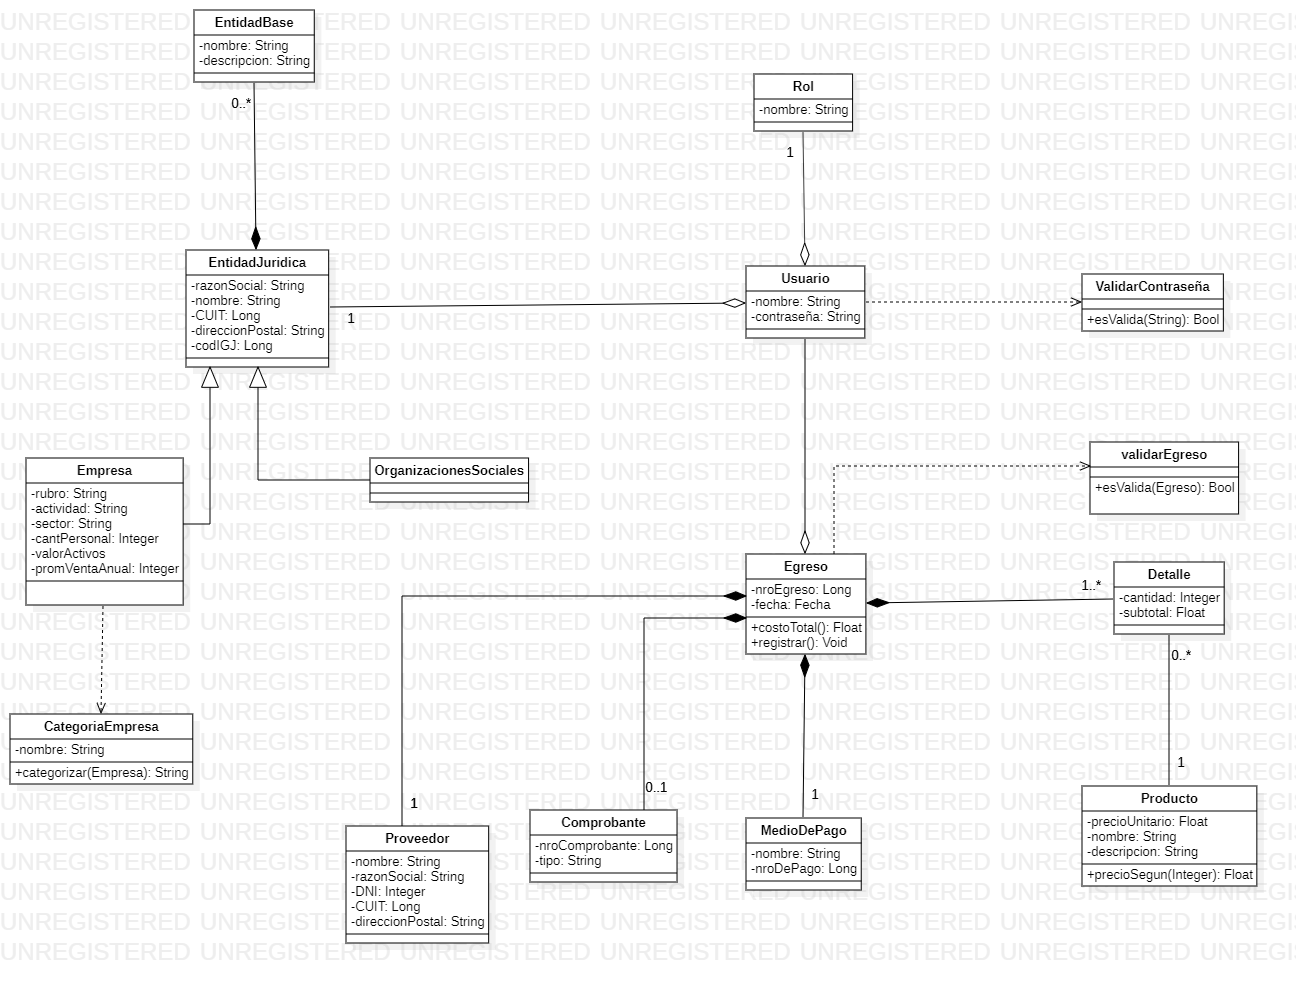 EntidadBase
-nombre: String
-descripcion: String
0..*
Rol
-nombre: String
1
EntidadJuridica
-razonSocial: String
-nombre: String
-CUIT: Long
-direccionPostal: String
-codIGJ: Long
1
Usuario
-nombre: String
-contraseña: String
ValidarContraseña
+esValida(String): Bool
Empresa
-rubro: String
-actividad: String
-sector: String
-cantPersonal: Integer
-valorActivos
-promVentaAnual: Integer
OrganizacionesSociales
validarEgreso
+esValida(Egreso): Bool
Egreso
-nroEgreso: Long
-fecha: Fecha
+costoTotal(): Float
+registrar(): Void
1..*
Detalle
-cantidad: Integer
-subtotal: Float
0..*
CategoriaEmpresa
-nombre: String
+categorizar(Empresa): String
1
Proveedor
-nombre: String
-razonSocial: String
-DNI: Integer
-CUIT: Long
-direccionPostal: String
0..1
Comprobante
-nroComprobante: Long
-tipo: String
1
MedioDePago
-nombre: String
-nroDePago: Long
1
Producto
-precioUnitario: Float
-nombre: String
-descripcion: String
+precioSegun(Integer): Float
UNREGISTERED